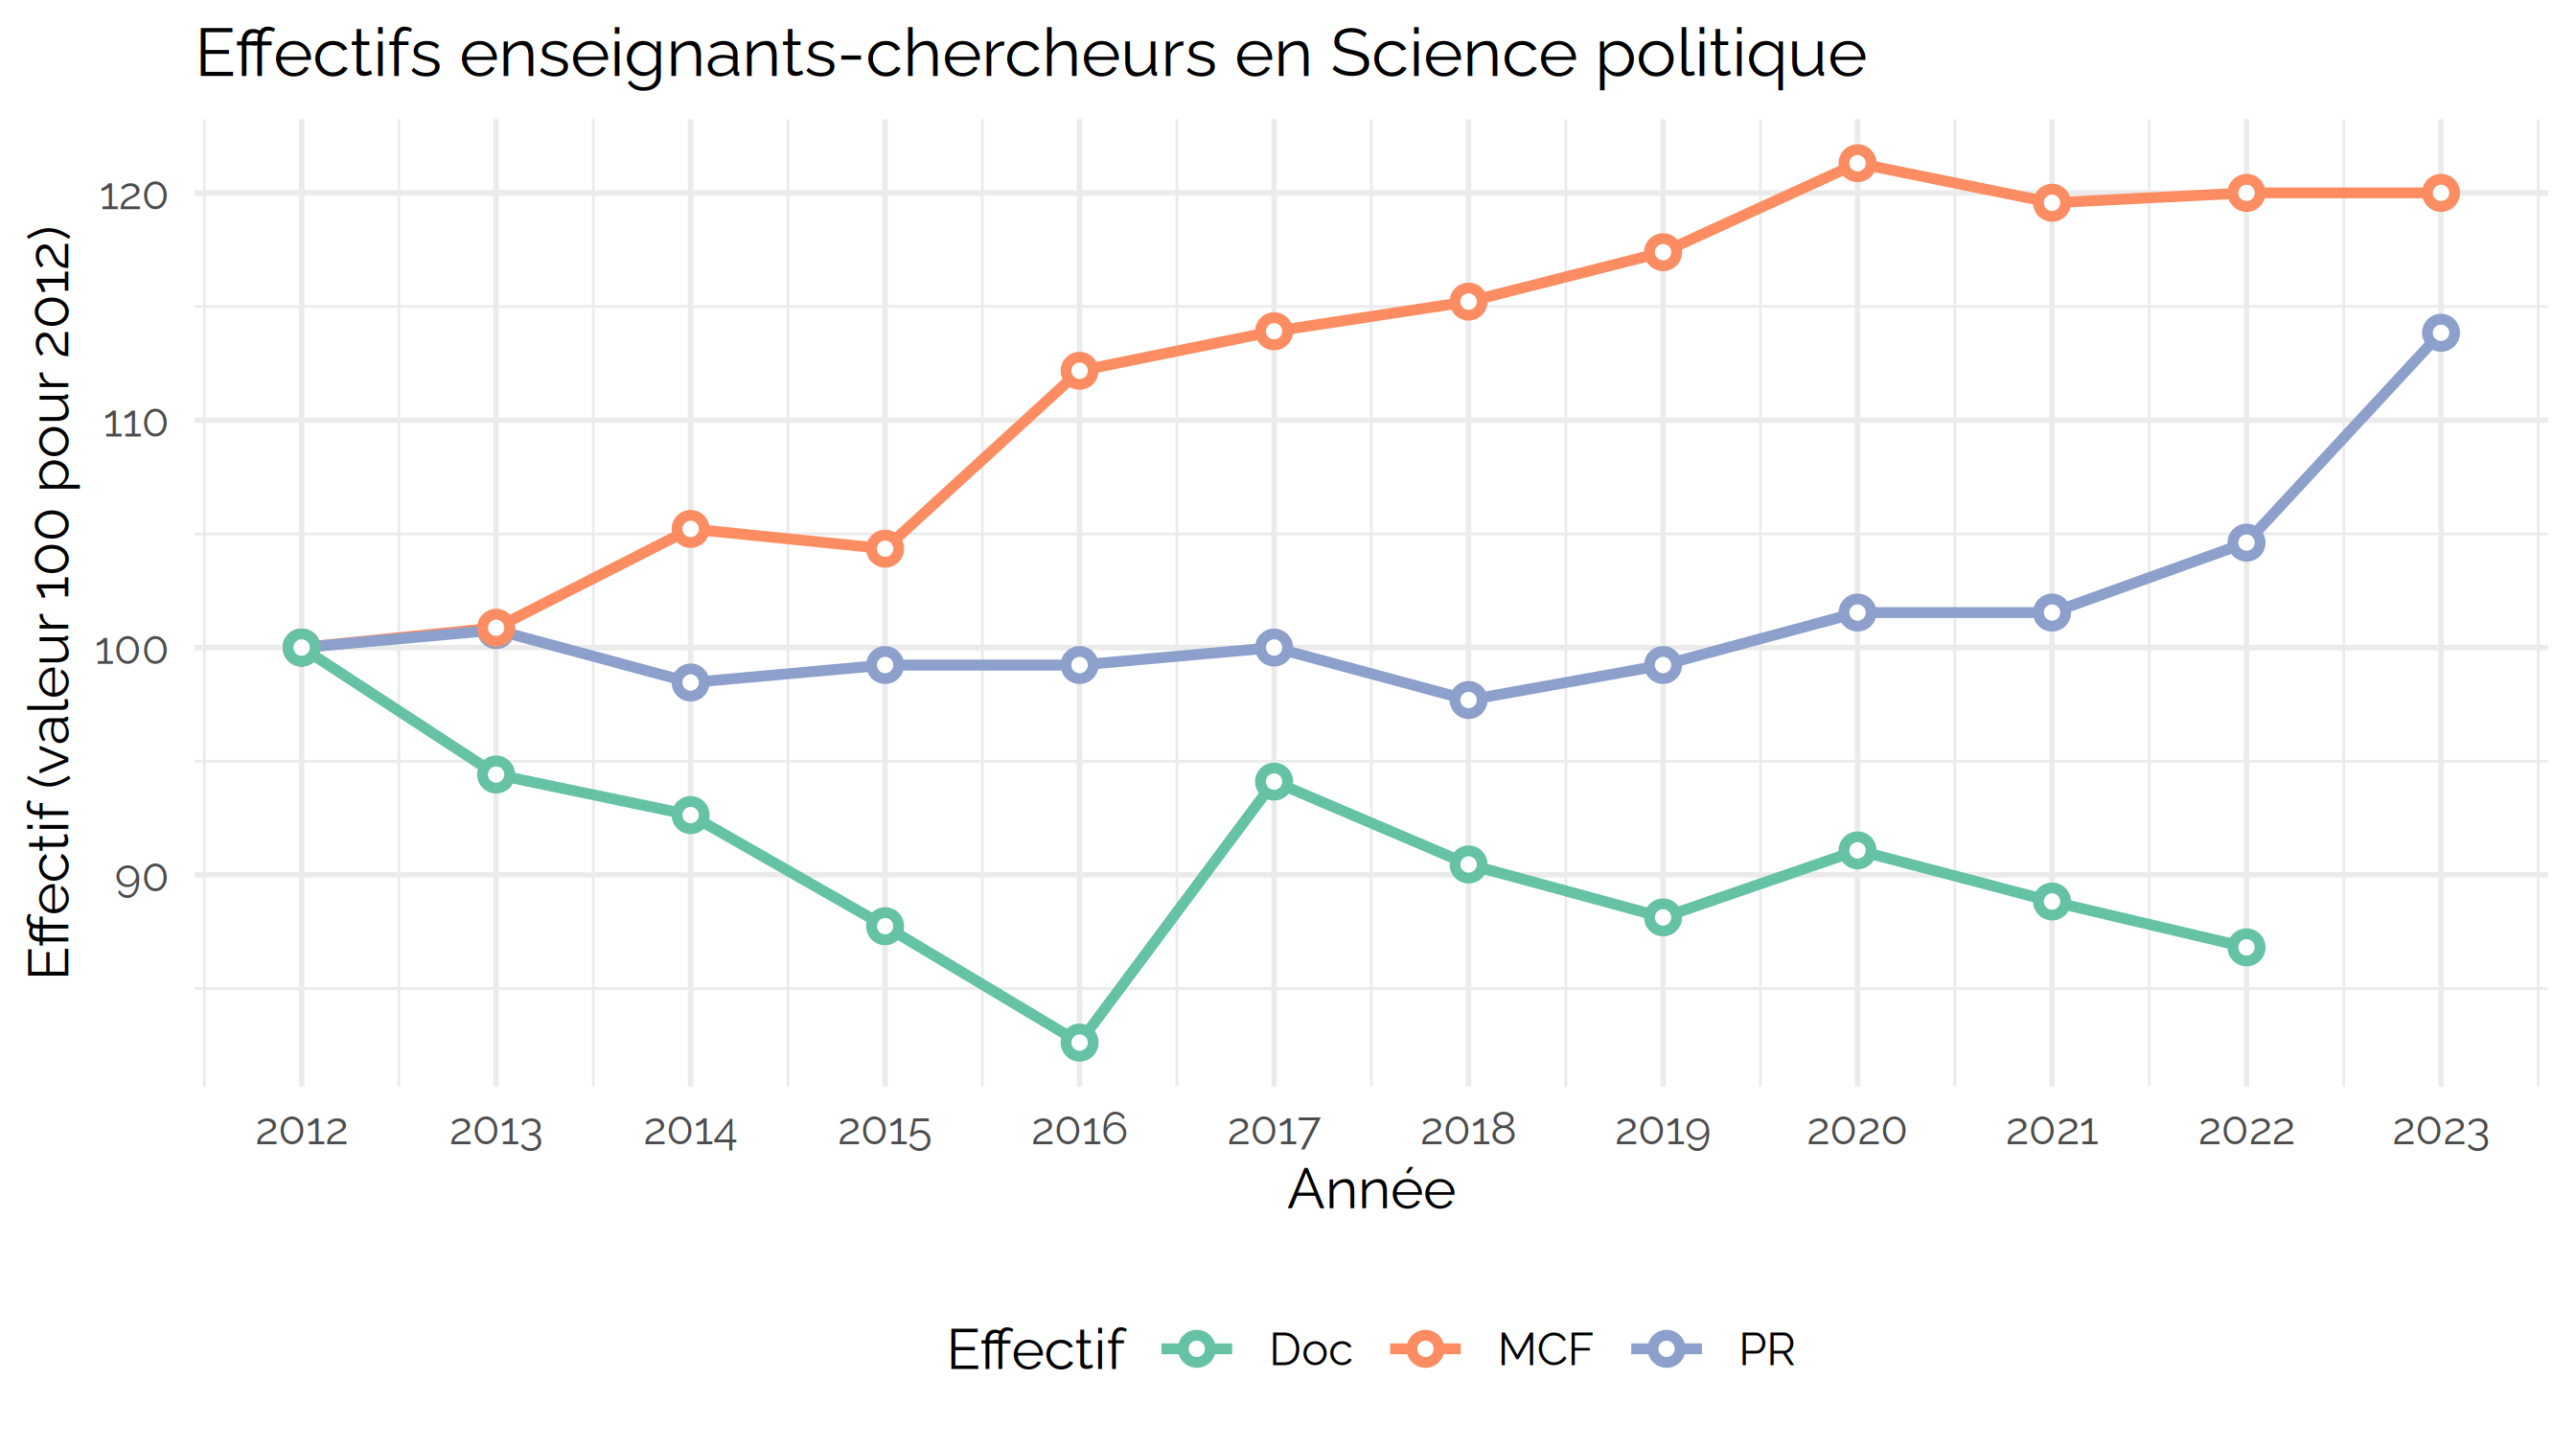 Effectifs enseignants-chercheurs en Science politique
Effectif (valeur 100 pour 2012)
120
110
100
90
2012 2013 2014 2015 2016 2017 2018 2019 2020 2021 2022 2023
Année
Effectif Doc MCF PR